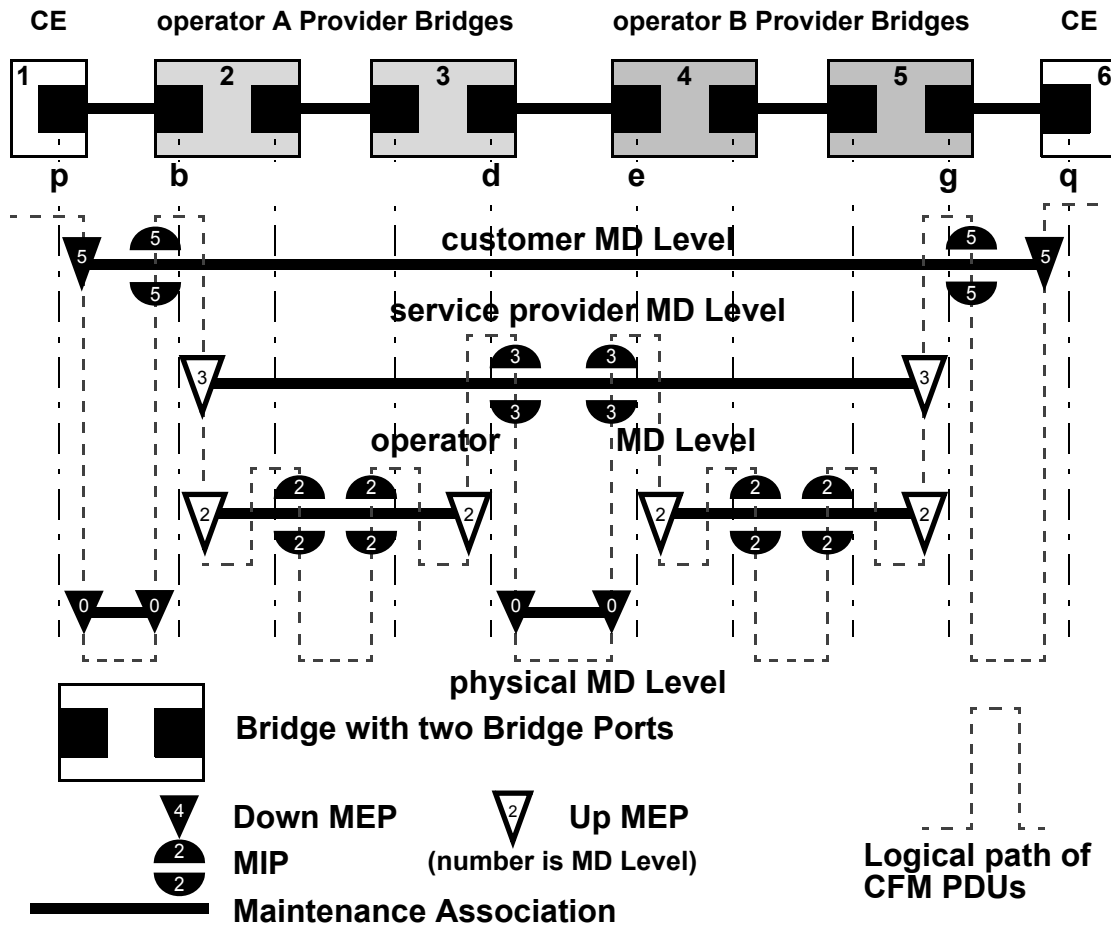 CE operator A Provider Bridges operator B Provider Bridges CE
1 2 3 4 5 6
p b d e g q
5 5 customer MD Level 5 5
5 5
service provider MD Level
3 3
3 3
3 3
operator MD Level
2 2 2 2
2 2 2 2
2 2 2 2
0 0 0 0
physical MD Level
Bridge with two Bridge Ports
4 Down MEP 2 Up MEP
2 MIP (number is MD Level)
2
Logical path of
CFM PDUs
Maintenance Association